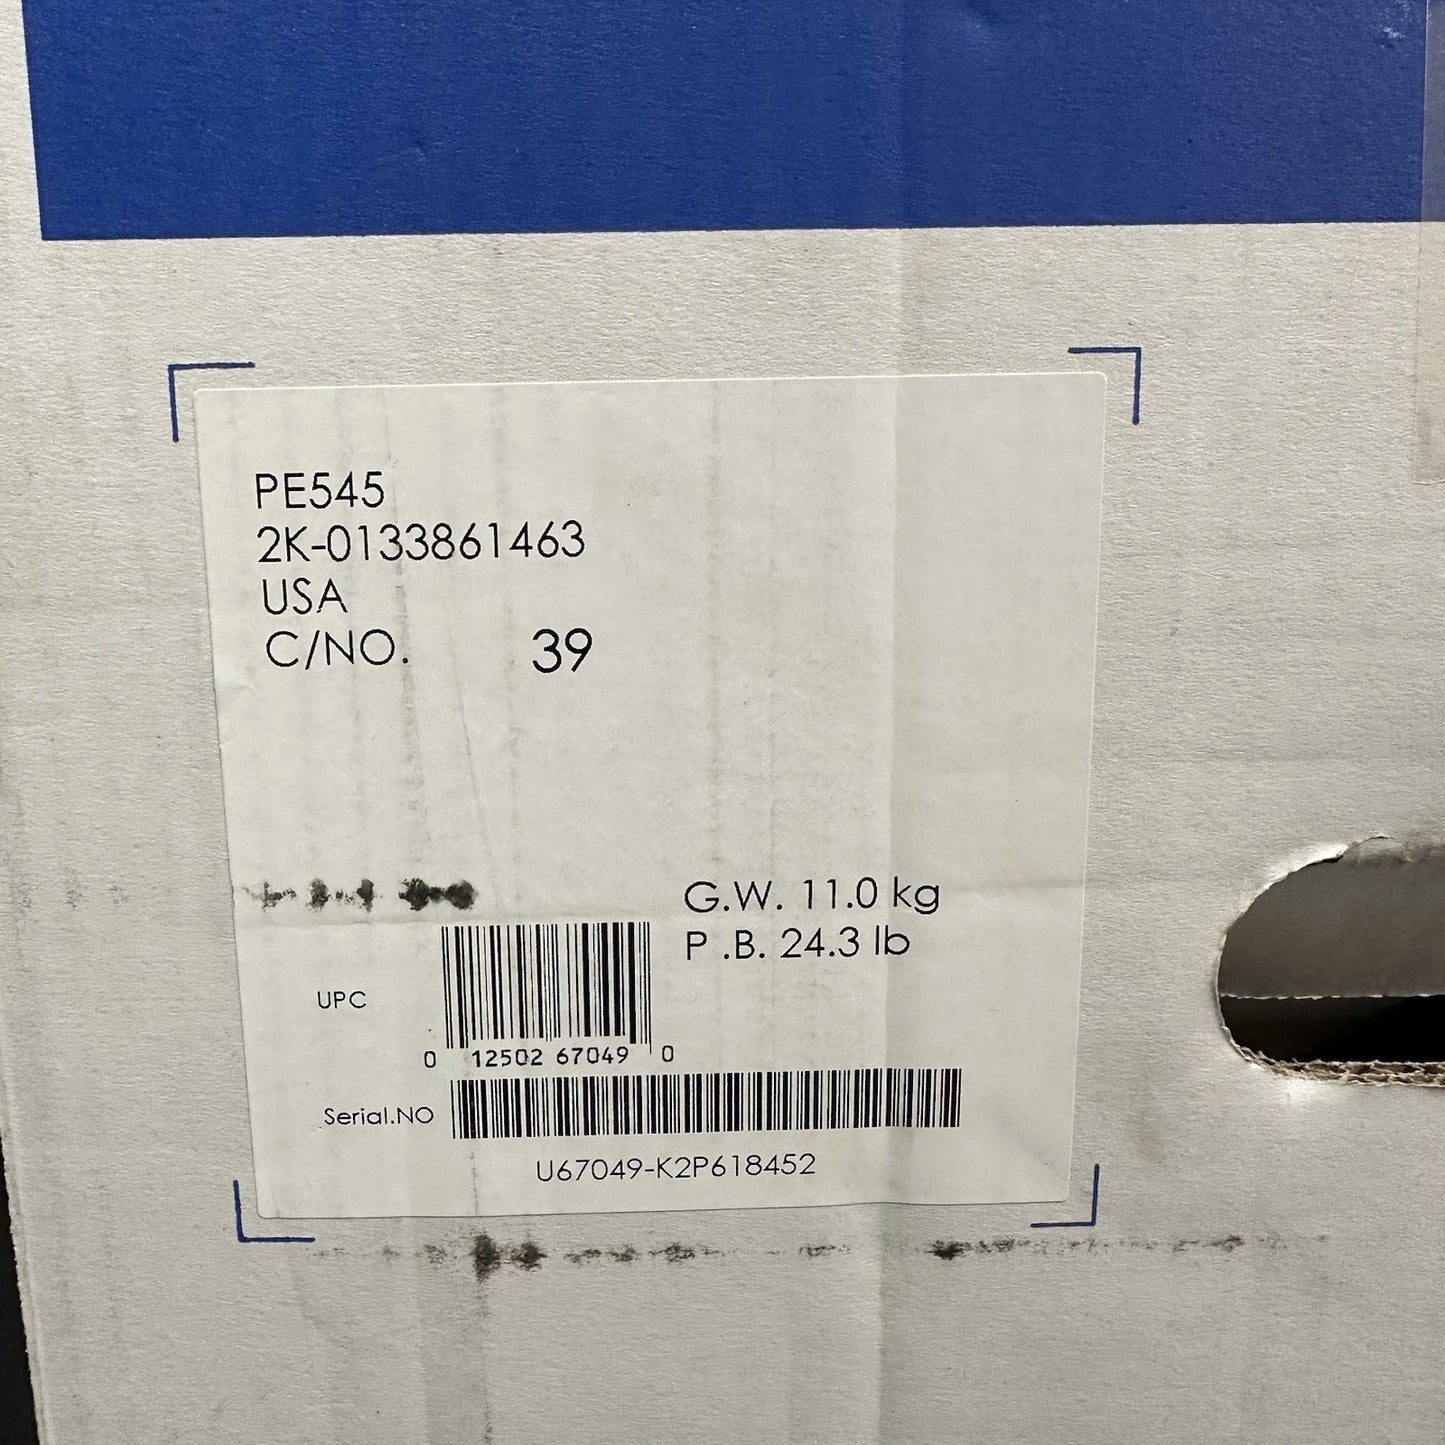 PE545
2K-0133861463
USA
C/NO. 39
G.W. 11.0 kg
P .B. 24.3 lb
UPC
0 12502 67049 0
Serial.NO
U67049-K2P618452